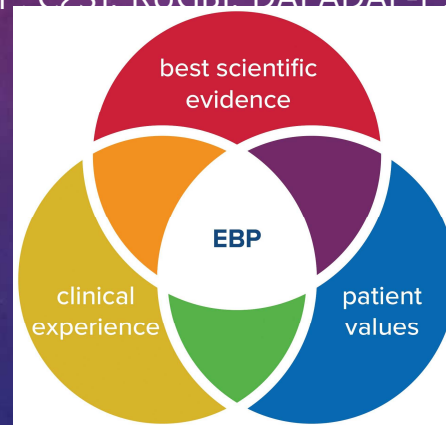 best scientific
evidence
EBP
clinical
experience
patient
values